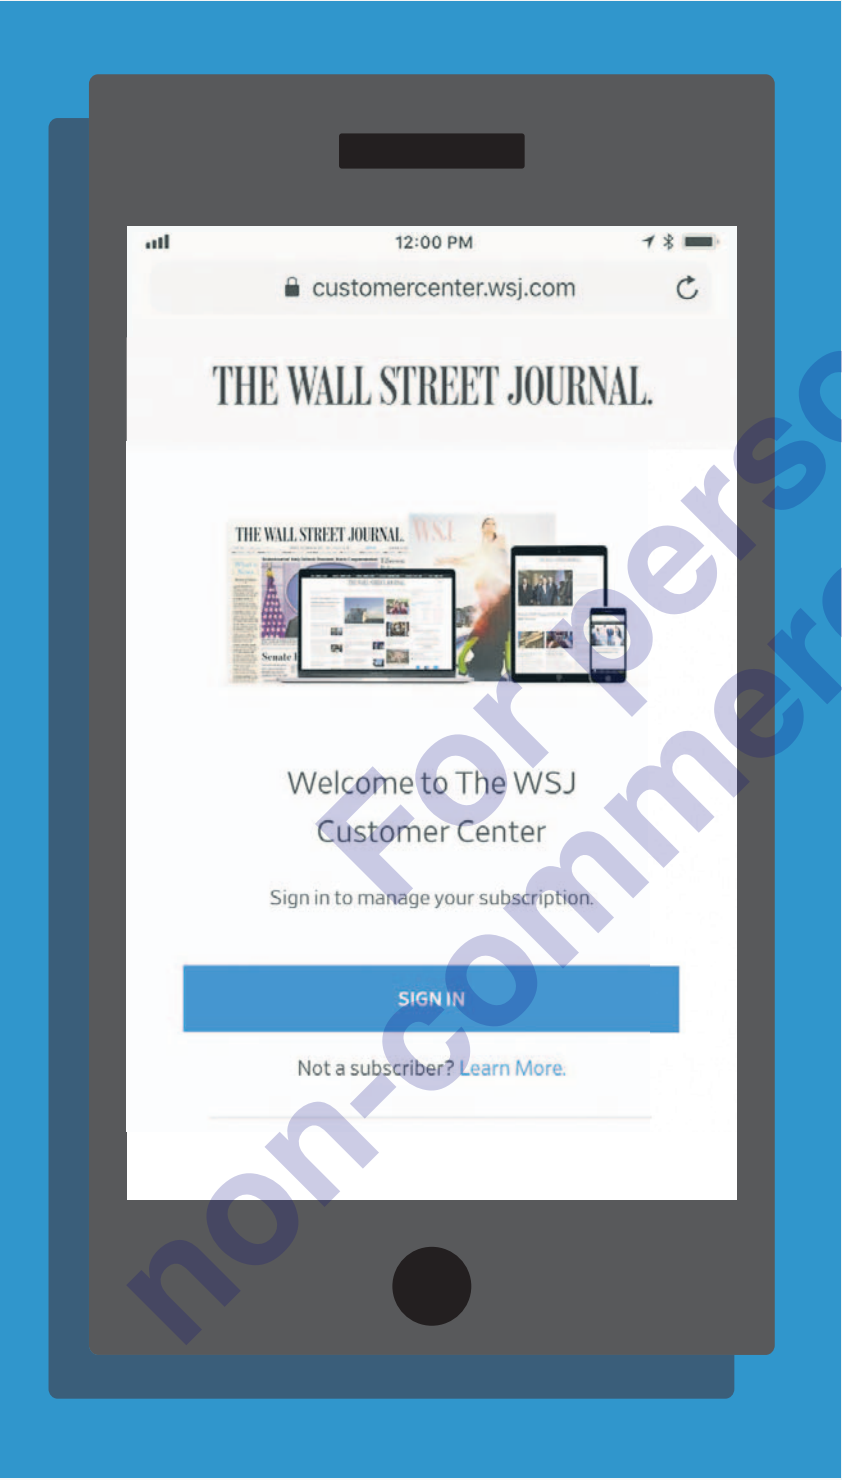 12:00 PM
customercenter.wsj.com
THE WALL STREET JOURNAL.
THE WALL STREET JOURNAL.
WSJ
Senate
Welcome to The WSJ
Customer Center
Sign in to manage your subscription.
SIGN IN
Not a subscriber? Learn More.
For perso
non-commerc